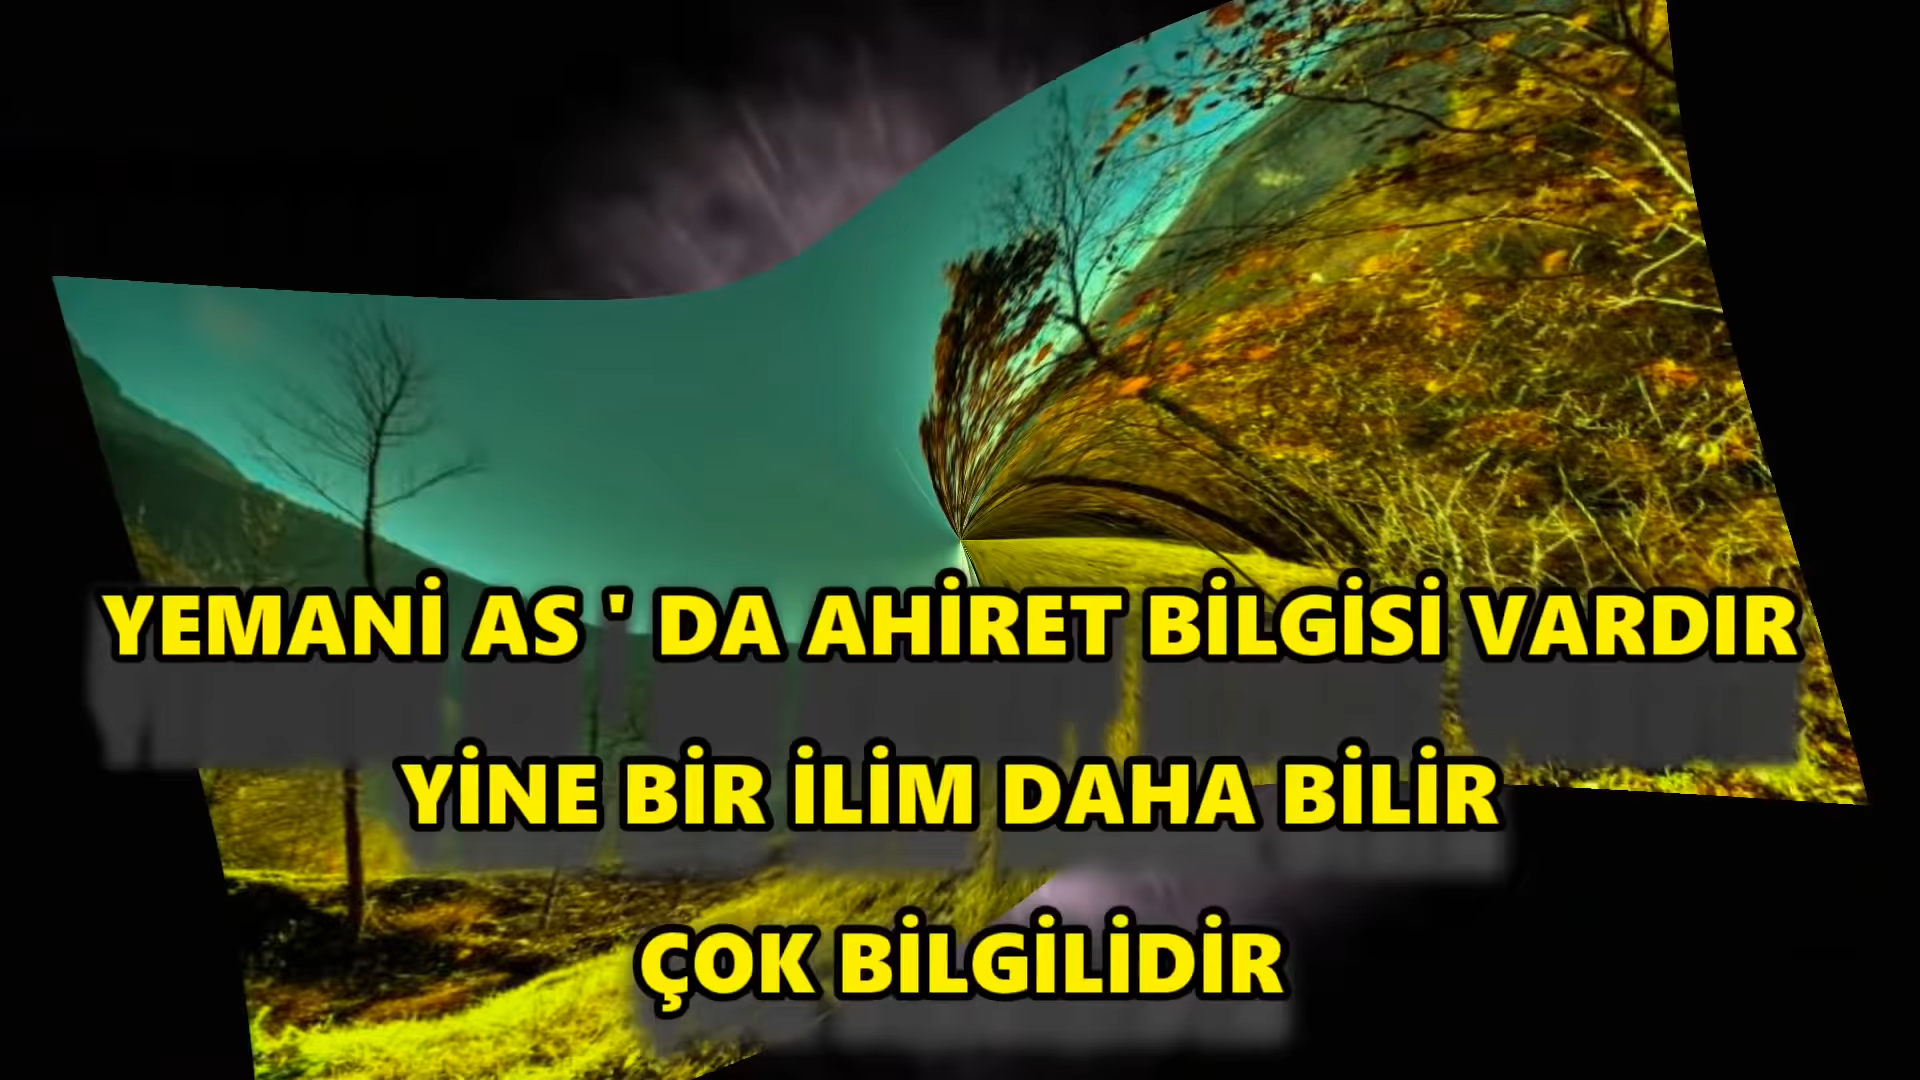 YEMANİ AS ' DA AHİRET BİLGİSİ VARDIR
YİNE BİR İLİM DAHA BİLİR
ÇOK BİLGİLİDİR